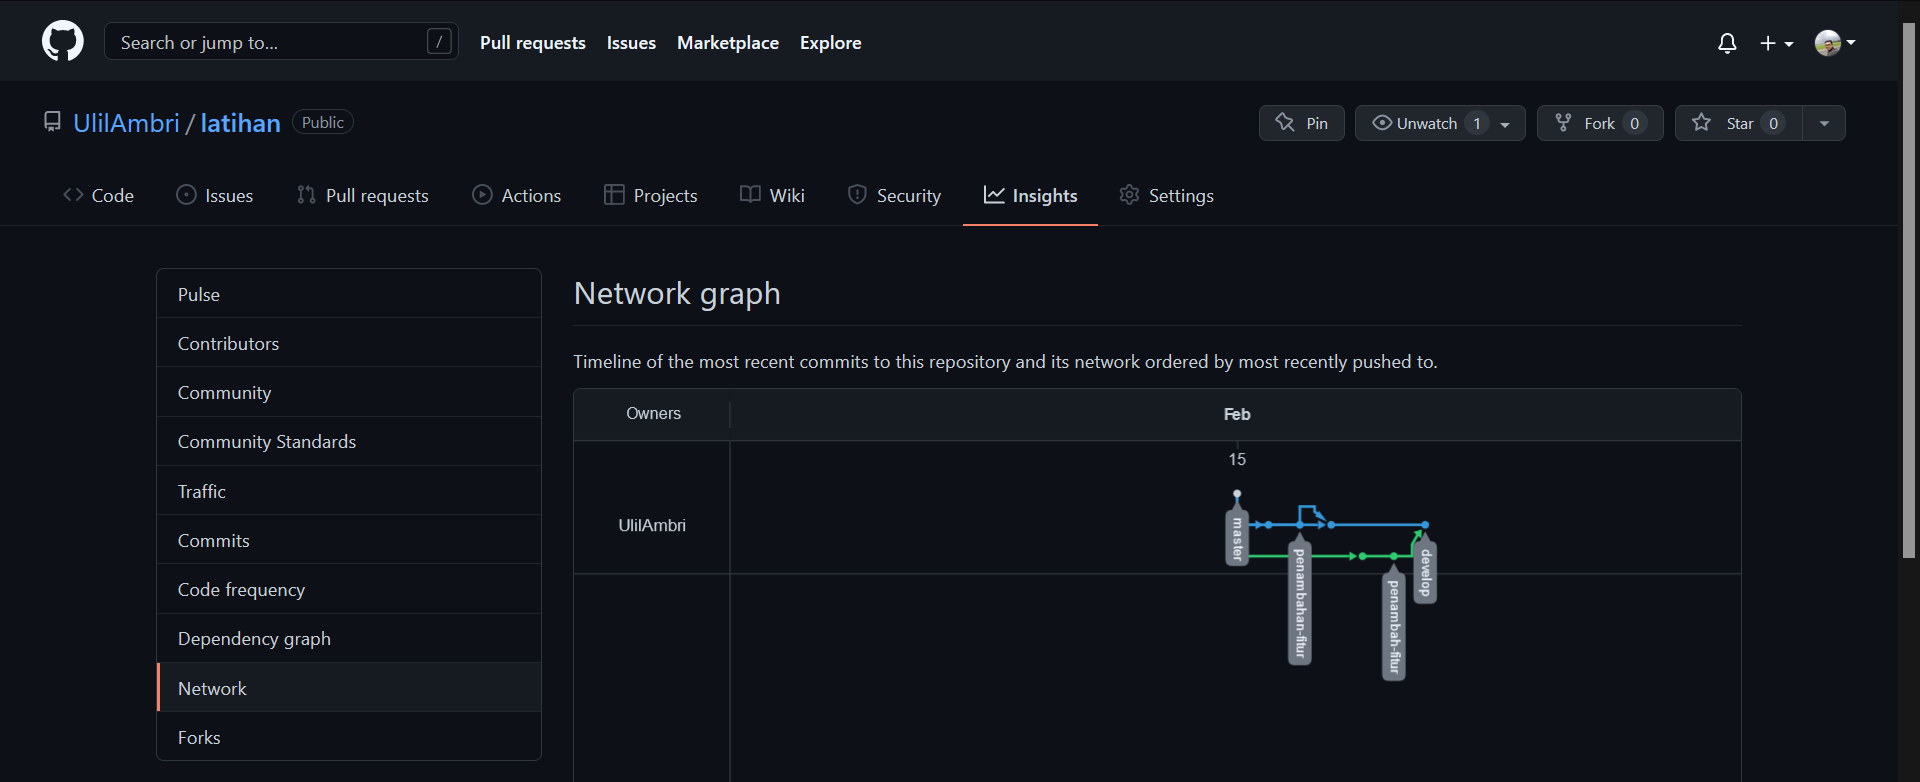 Search or jump to...
/
Pull requests
Issues
Marketplace
Explore
UlilAmbri / latihan
Public
Pin
Unwatch 1
Fork 0
Star 0
Code
Issues
Pull requests
Actions
Projects
Wiki
Security
Insights
Settings
Pulse
Contributors
Community
Community Standards
Traffic
Commits
Code frequency
Dependency graph
Network
Forks
Network graph
Timeline of the most recent commits to this repository and its network ordered by most recently pushed to.
Owners
Feb
15
UlilAmbri
master
penambahan-fitur
penambah-fitur
develop